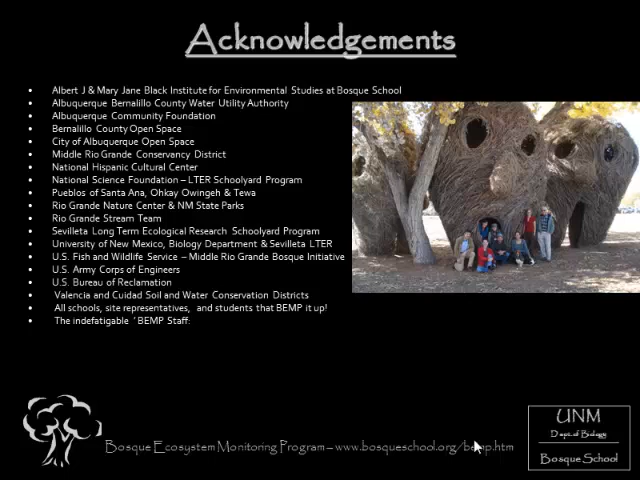 Acknowledgements
• Albert J & Mary Jane Black Institute for Environmental Studies at Bosque School
• Albuquerque Bernalillo County Water Utility Authority
• Albuquerque Community Foundation
• Bernalillo County Open Space
• City of Albuquerque Open Space
• Middle Rio Grande Conservancy District
• National Hispanic Cultural Center
• National Science Foundation – LTER Schoolyard Program
• Pueblos of Santa Ana, Ohkay Owingeh & Tewa
• Rio Grande Nature Center & NM State Parks
• Rio Grande Stream Team
• Sevilleta Long Term Ecological Research Schoolyard Program
• University of New Mexico, Biology Department & Sevilleta LTER
• U.S. Fish and Wildlife Service – Middle Rio Grande Bosque Initiative
• U.S. Army Corps of Engineers
• U.S. Bureau of Reclamation
• Valencia and Cuidad Soil and Water Conservation Districts
• All schools, site representatives, and students that BEMP it up!
• The indefatigable ‘BEMP Staff:
Bosque Ecosystem Monitoring Program – www.bosqueschool.org/bemp.htm
UNM
Dept. of Biology
Bosque School